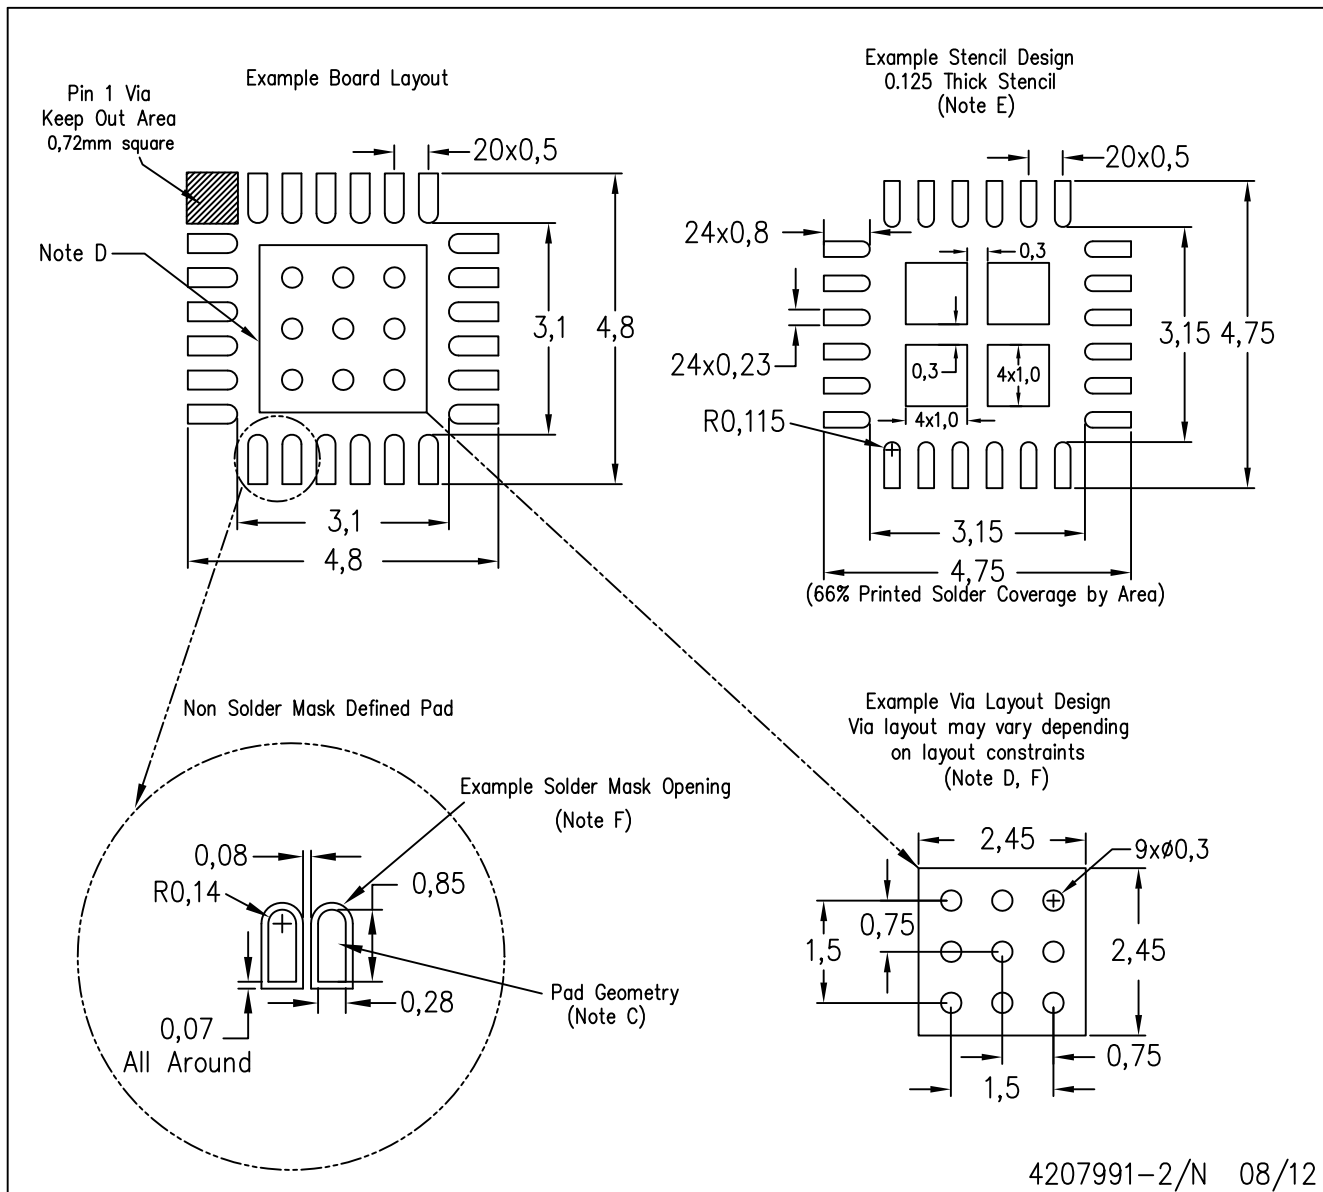 Example Board Layout
Pin 1 Via
Keep Out Area
0,72mm square
20x0,5
Note D
3,1
4,8
3,1
4,8
Example Stencil Design
0.125 Thick Stencil
(Note E)
20x0,5
24x0,8
0,3
24x0,23
0,3
4x1,0
4x1,0
R0,115
3,15
4,75
3,15
4,75
(66% Printed Solder Coverage by Area)
Non Solder Mask Defined Pad
Example Solder Mask Opening
(Note F)
0,08
R0,14
0,85
0,28
0,07
All Around
Pad Geometry
(Note C)
Example Via Layout Design
Via layout may vary depending
on layout constraints
(Note D, F)
2,45
9xø0,3
0,75
1,5
2,45
0,75
1,5
4207991-2/N 08/12